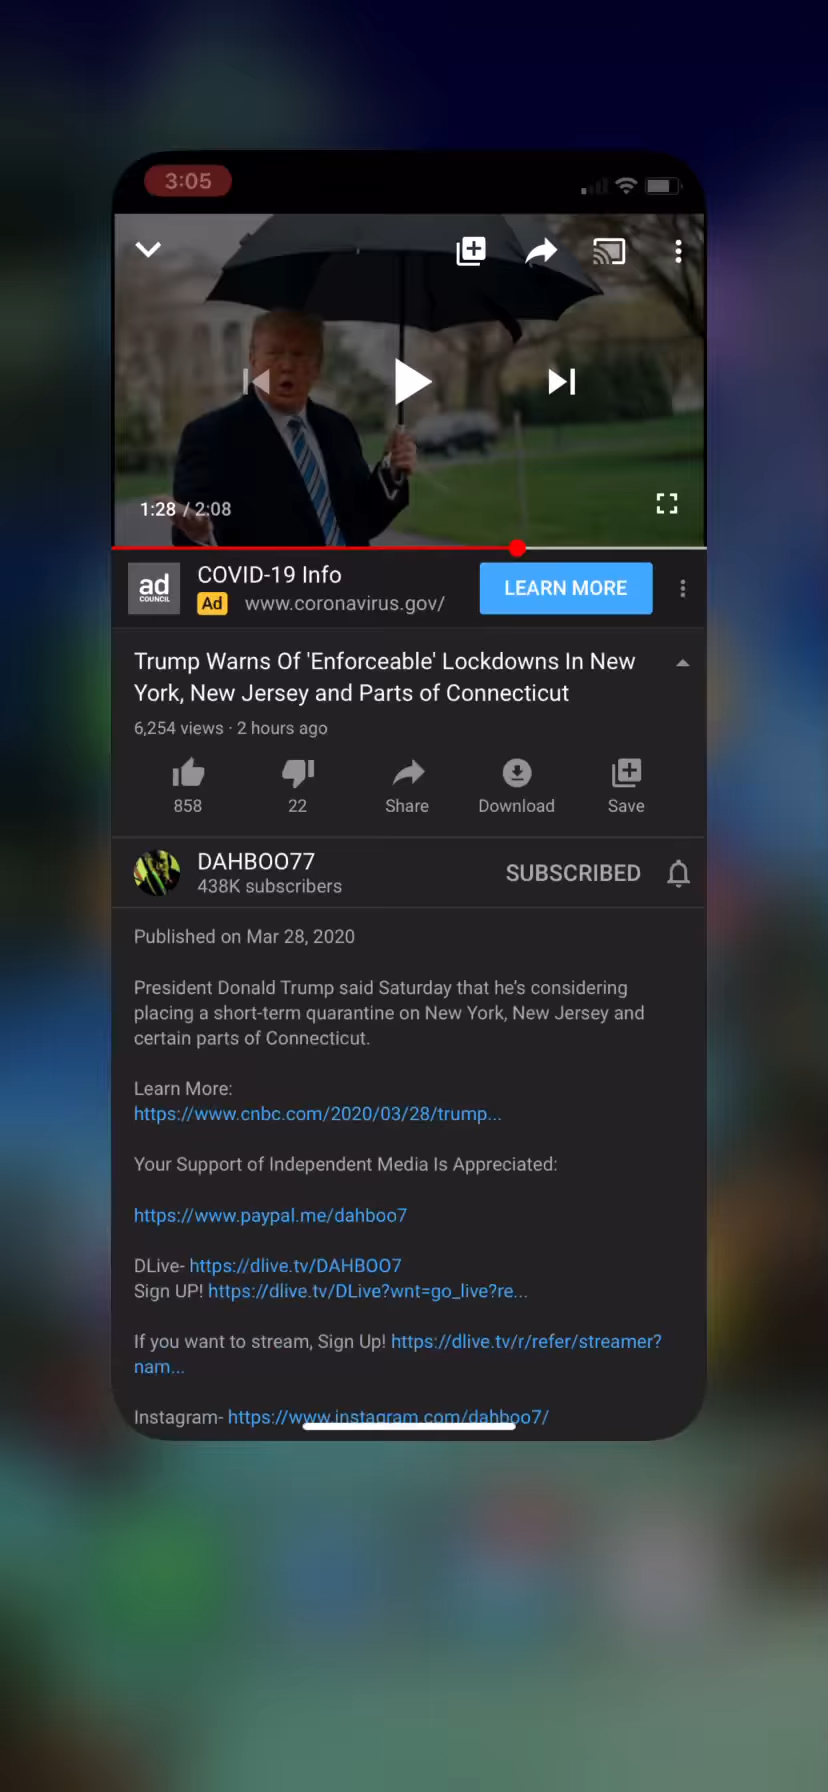 3:05
1:28 / 2:08
ad
COUNCIL
COVID-19 Info
Ad www.coronavirus.gov/
LEARN MORE
Trump Warns Of 'Enforceable' Lockdowns In New
York, New Jersey and Parts of Connecticut
6,254 views · 2 hours ago
858 22 Share Download Save
DAHBOO77
438K subscribers
SUBSCRIBED
Published on Mar 28, 2020
President Donald Trump said Saturday that he's considering
placing a short-term quarantine on New York, New Jersey and
certain parts of Connecticut.
Learn More:
https://www.cnbc.com/2020/03/28/trump...
Your Support of Independent Media Is Appreciated:
https://www.paypal.me/dahboo7
DLive- https://dlive.tv/DAHBOO7
Sign UP! https://dlive.tv/DLive?wnt=go_live?re...
If you want to stream, Sign Up! https://dlive.tv/r/refer/streamer?
nam...
Instagram- https://www.instagram.com/dahboo7/